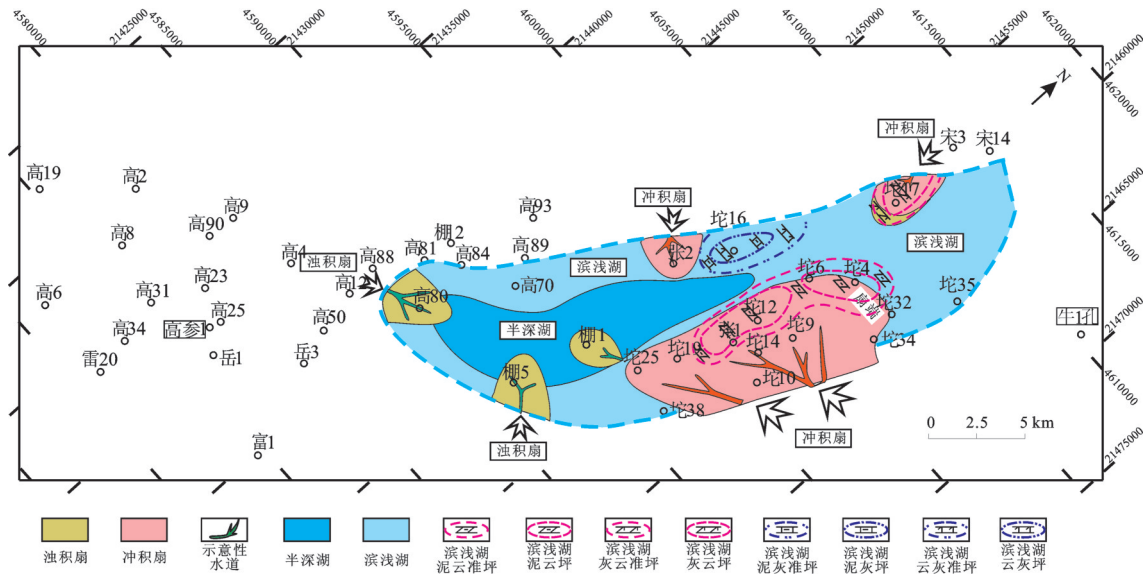 4580000
21425000
4585000
4590000
21430000
4595000
21435000
4600000
21440000
4605000
21445000
4610000
21450000
4615000
21455000
4620000
21460000
4620000
21465000
4615000
21470000
4610000
21475000
N
冲积扇
宋3
宋14
高19
高2
高9
高90
高8
高93
冲积扇
坨16
坨7
棚2
高81
高84
高89
滨浅湖
张2
滨浅湖
高4
浊积扇
高88
高6
高31
高23
高12
高80
高70
坨6
坨4
扇端
坨32
坨35
高34
高25
高参1
高50
半深湖
棚1
坨12
坨1
坨9
坨34
牛1孔
雷20
岳1
岳3
坨25
坨19
坨14
棚5
坨10
坨38
富1
浊积扇
冲积扇
0 2.5 5 km
浊积扇
冲积扇
示意性
水道
半深湖
滨浅湖
滨浅湖
泥云准坪
滨浅湖
泥云坪
滨浅湖
灰云准坪
滨浅湖
灰云坪
滨浅湖
泥灰准坪
滨浅湖
泥灰坪
滨浅湖
云灰准坪
滨浅湖
云灰坪